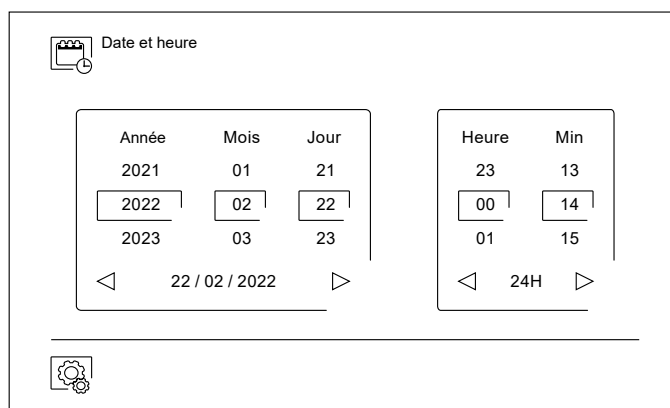 Date et heure
Année Mois Jour
2021 01 21
2022 02 22
2023 03 23
22 / 02 / 2022
Heure Min
23 13
00 14
01 15
24H